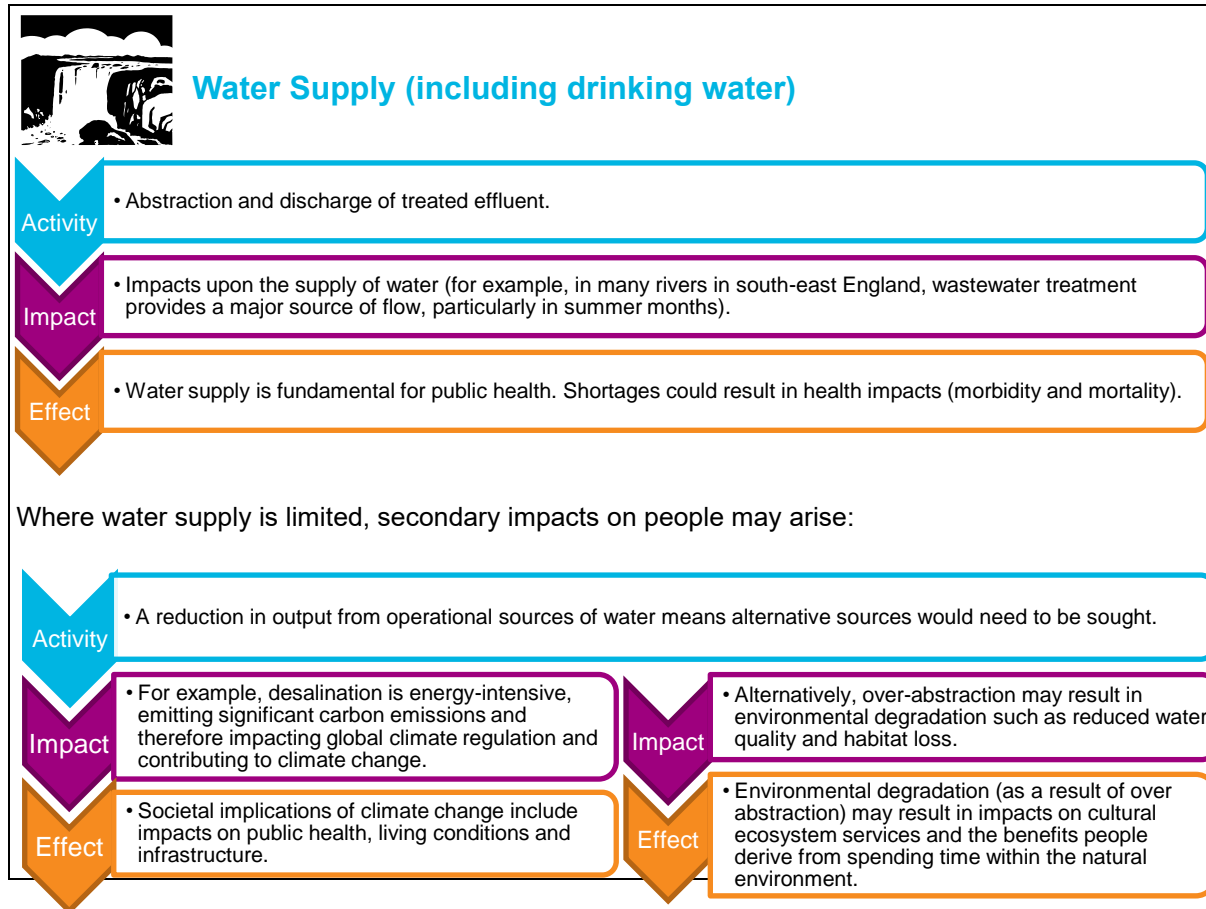 Water Supply (including drinking water)
Activity
• Abstraction and discharge of treated effluent.
Impact
• Impacts upon the supply of water (for example, in many rivers in south-east England, wastewater treatment
provides a major source of flow, particularly in summer months).
Effect
• Water supply is fundamental for public health. Shortages could result in health impacts (morbidity and mortality).
Where water supply is limited, secondary impacts on people may arise:
Activity
• A reduction in output from operational sources of water means alternative sources would need to be sought.
Impact
• For example, desalination is energy-intensive,
emitting significant carbon emissions and
therefore impacting global climate regulation and
contributing to climate change.
Effect
• Societal implications of climate change include
impacts on public health, living conditions and
infrastructure.
Impact
• Alternatively, over-abstraction may result in
environmental degradation such as reduced water
quality and habitat loss.
Effect
• Environmental degradation (as a result of over
abstraction) may result in impacts on cultural
ecosystem services and the benefits people
derive from spending time within the natural
environment.